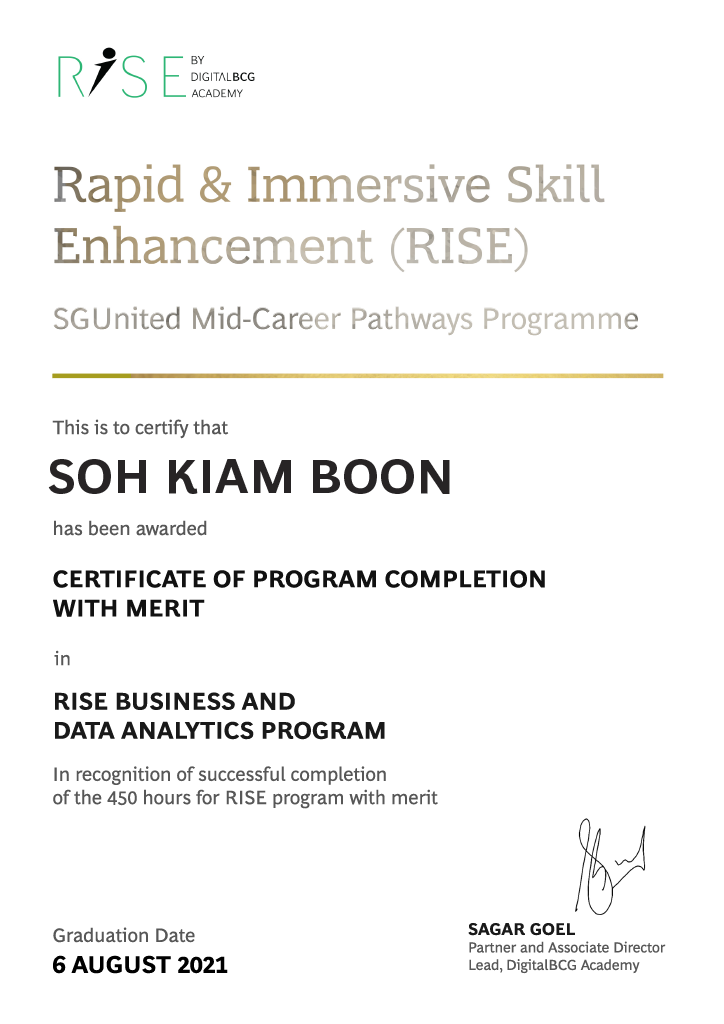 RISE
BY
DIGITALBCG
ACADEMY
Rapid & Immersive Skill
Enhancement (RISE)
SGUnited Mid-Career Pathways Programme
This is to certify that
SOH KIAM BOON
has been awarded
CERTIFICATE OF PROGRAM COMPLETION
WITH MERIT
in
RISE BUSINESS AND
DATA ANALYTICS PROGRAM
In recognition of successful completion
of the 450 hours for RISE program with merit
Graduation Date
6 AUGUST 2021
SAGAR GOEL
Partner and Associate Director
Lead, DigitalBCG Academy